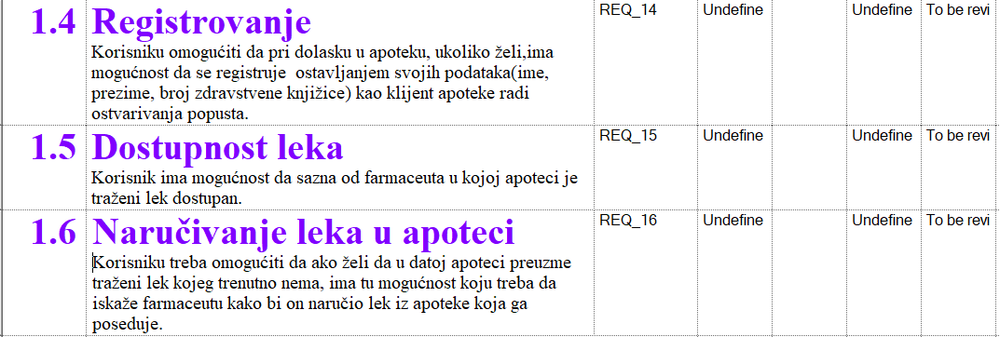 1.4 Registrovanje REQ_14 Undefine Undefine To be revi
Korisniku omogućiti da pri dolasku u apoteku, ukoliko želi,ima
mogućnost da se registruje ostavljanjem svojih podataka(ime,
prezime, broj zdravstvene knjižice) kao klijent apoteke radi
ostvarivanja popusta.
1.5 Dostupnost leka REQ_15 Undefine Undefine To be revi
Korisnik ima mogućnost da sazna od farmaceuta u kojoj apoteci je
traženi lek dostupan.
1.6 Naručivanje leka u apoteci REQ_16 Undefine Undefine To be revi
Korisniku treba omogućiti da ako želi da u datoj apoteci preuzme
traženi lek kojeg trenutno nema, ima tu mogućnost koju treba da
iskaže farmaceutu kako bi on naručio lek iz apoteke koja ga
poseduje.